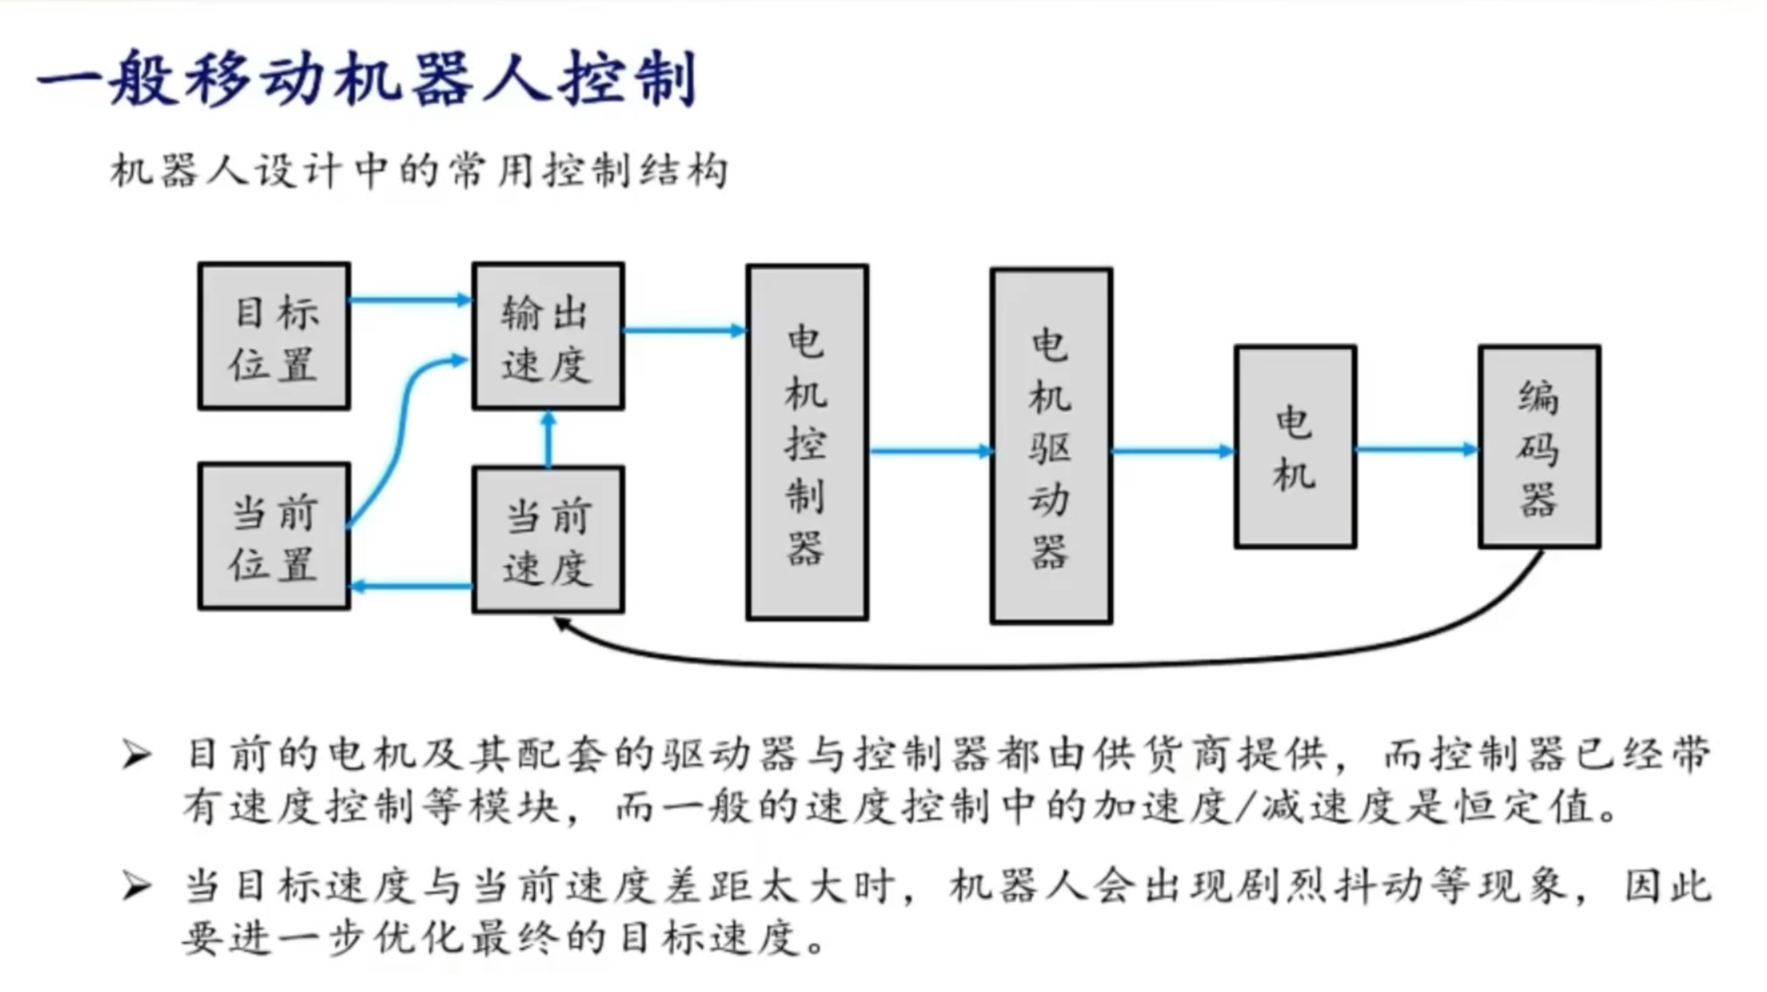 一般移动机器人控制
机器人设计中的常用控制结构
目标
位置
输出
速度
当前
位置
当前
速度
电机控制器
电机驱动器
电机
编码器
目前的电机及其配套的驱动器与控制器都由供货商提供，而控制器已经带
有速度控制等模块，而一般的速度控制中的加速度/减速度是恒定值。
当目标速度与当前速度差距太大时，机器人会出现剧烈抖动等现象，因此
要进一步优化最终的目标速度。